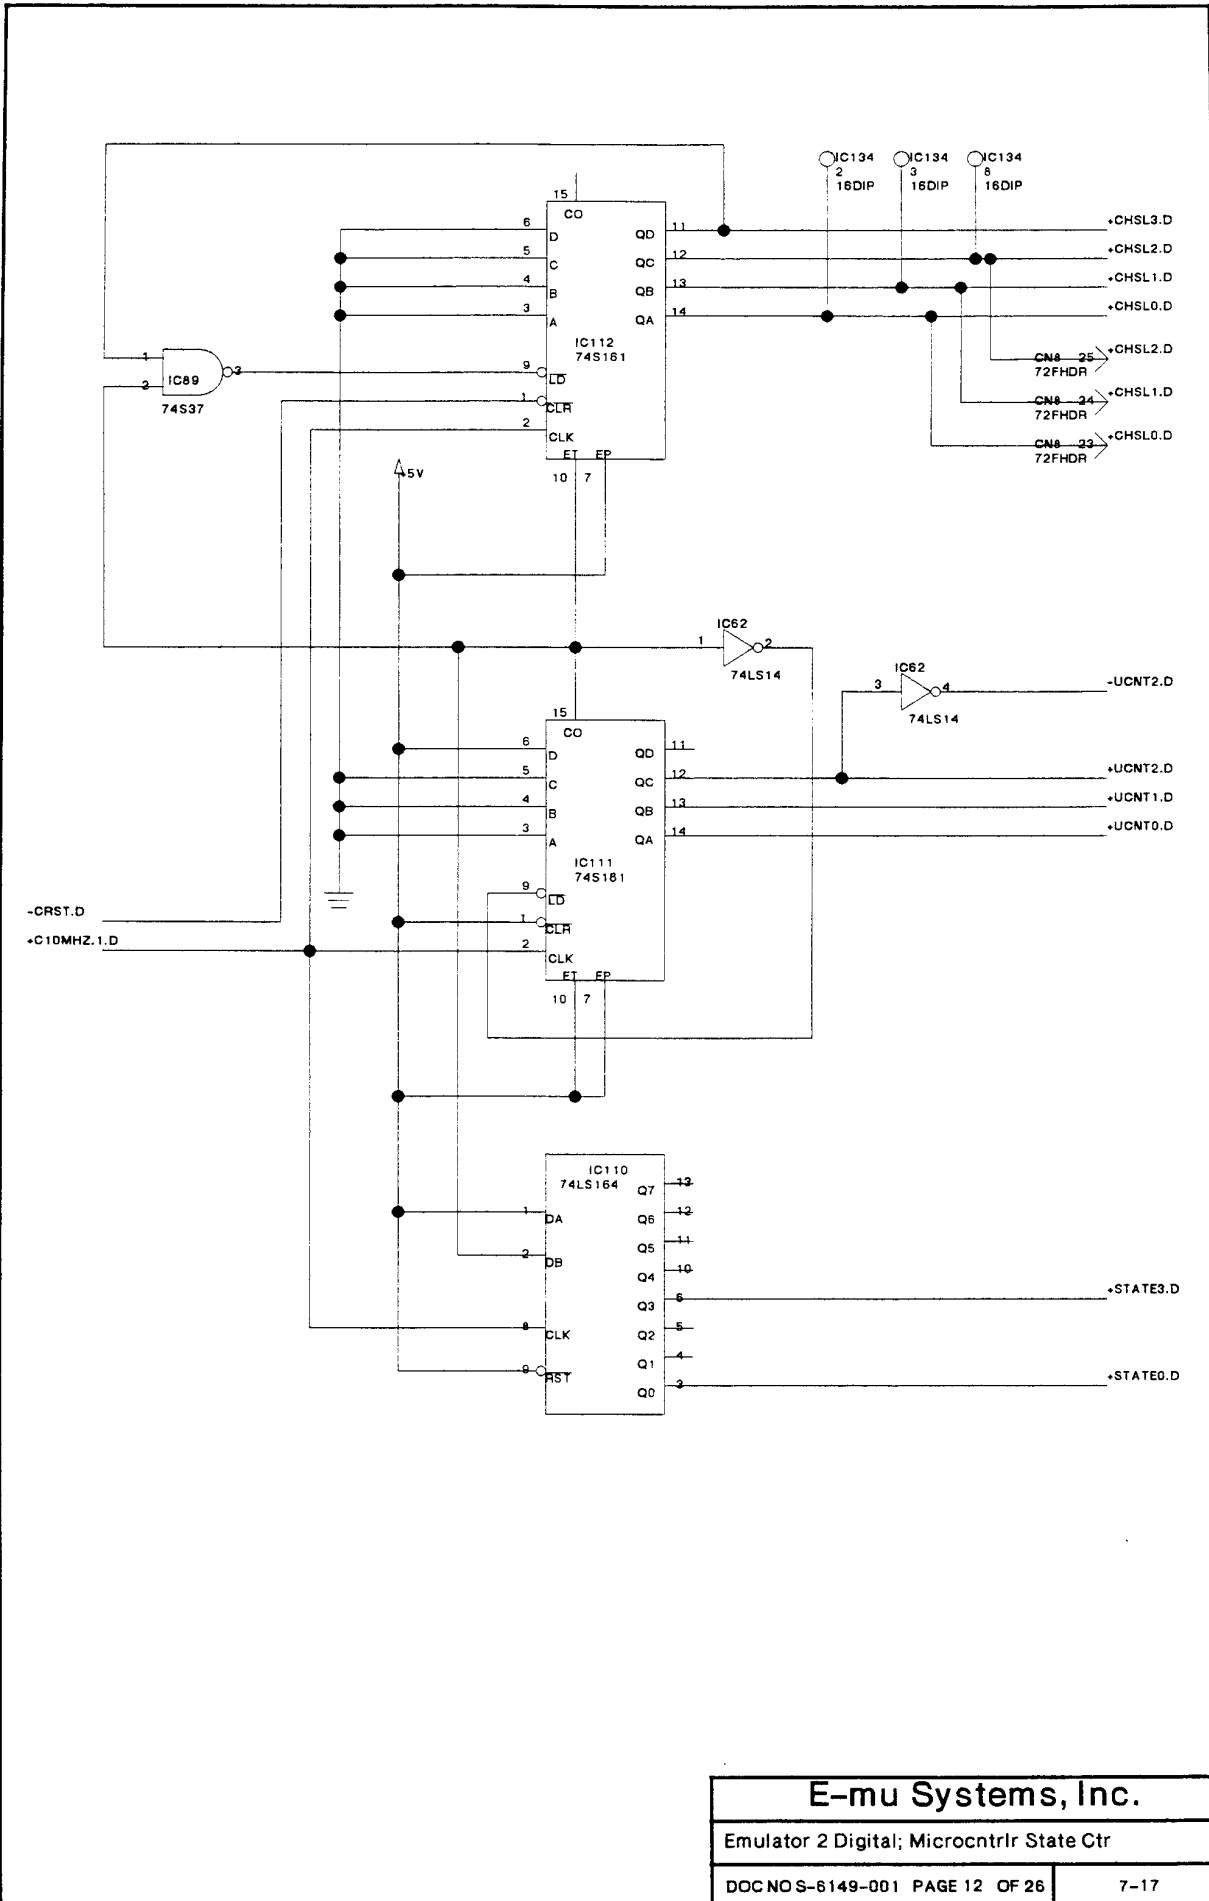 IC134 IC134 IC134
2 3 8
16DIP 16DIP 16DIP
15
CO
6 D QD 11 +CHSL3.D
5 C QC 12 +CHSL2.D
4 B QB 13 +CHSL1.D
3 A QA 14 +CHSL0.D
IC112
74S161
+CHSL2.D
CN8 25
72FHDR
1
2
IC89
3
74S37
9 LD
+CHSL1.D
CN8 24
72FHDR
1 CLR
2 CLK
+CHSL0.D
CN8 23
72FHDR
ET EP
10 7
+5V
IC62
1 2
74LS14
IC62
3 4
74LS14
-UCNT2.D
15
CO
6 D QD 11
5 C QC 12 +UCNT2.D
4 B QB 13 +UCNT1.D
3 A QA 14 +UCNT0.D
IC111
74S161
9 LD
-CRST.D
1 CLR
+C10MHZ.1.D
2 CLK
ET EP
10 7
IC110
74LS164
Q7 13
1 DA Q6 12
Q5 11
2 DB Q4 10
Q3 6 +STATE3.D
8 CLK Q2 5
Q1 4
9 RST
Q0 3 +STATE0.D
E-mu Systems, Inc.
Emulator 2 Digital; Microcntrlr State Ctr
DOC NO S-6149-001 PAGE 12 OF 26 7-17